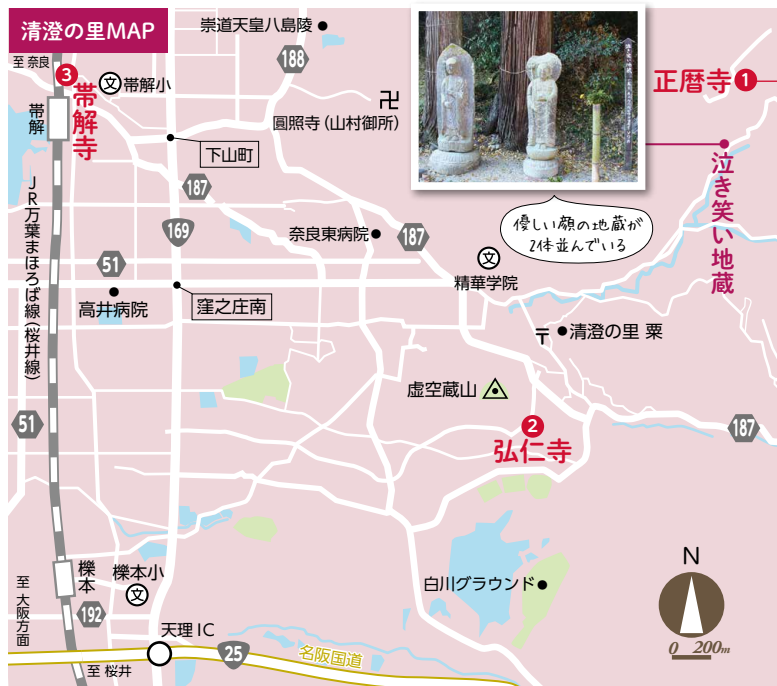 清澄の里MAP
崇道天皇八島陵
至 奈良
188
正暦寺 1
3
帯解寺
文 帯解小
帯解
卍
圓照寺(山村御所)
下山町
泣き笑い地蔵
187
169
優しい顔の地蔵が
2体並んでいる
奈良東病院
187
51
文
精華学院
高井病院
窪之庄南
JR万葉まほろば線(桜井線)
〒
清澄の里 粟
虚空蔵山
51
2
弘仁寺
187
櫟本
櫟本小
文
白川グラウンド
N
至 大阪方面
192
天理IC
25
名阪国道
至 桜井
0 200m